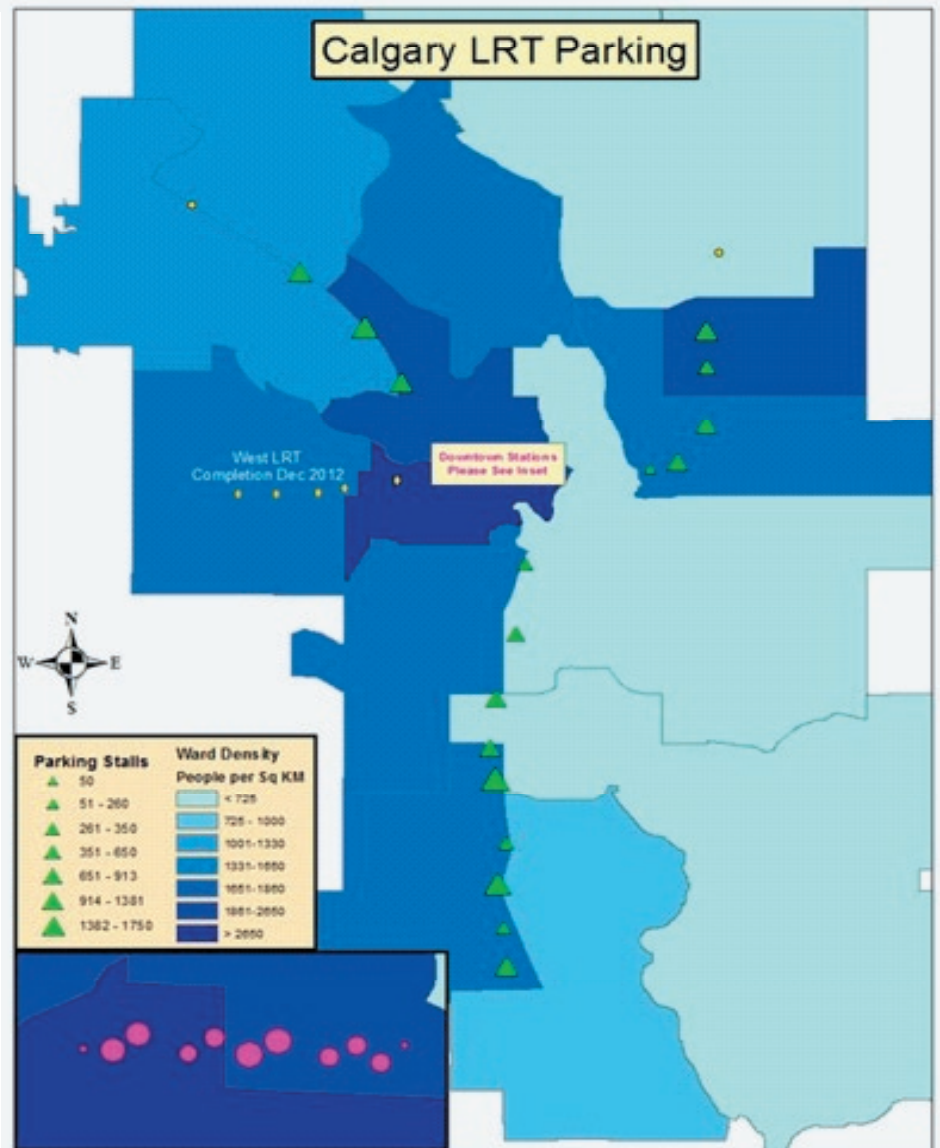 Calgary LRT Parking
West LRT
Completion Dec 2012
Downtown Stations
Please See Inset
N
W
E
S
Parking Stalls
50
51 - 260
261 - 350
351 - 650
651 - 913
914 - 1381
1382 - 1750
Ward Density
People per Sq KM
< 725
725 - 1000
1001-1330
1331-1650
1651-1860
1861-2650
> 2650